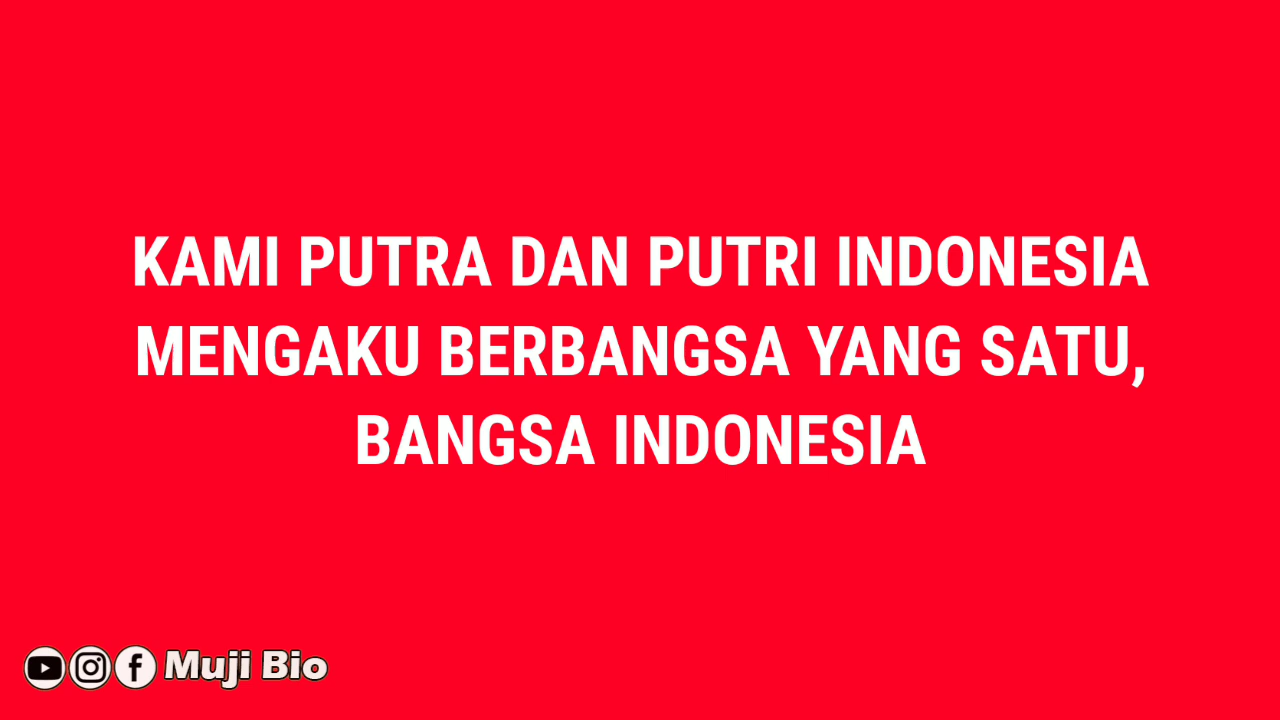 KAMI PUTRA DAN PUTRI INDONESIA
MENGAKU BERBANGSA YANG SATU,
BANGSA INDONESIA
Muji Bio